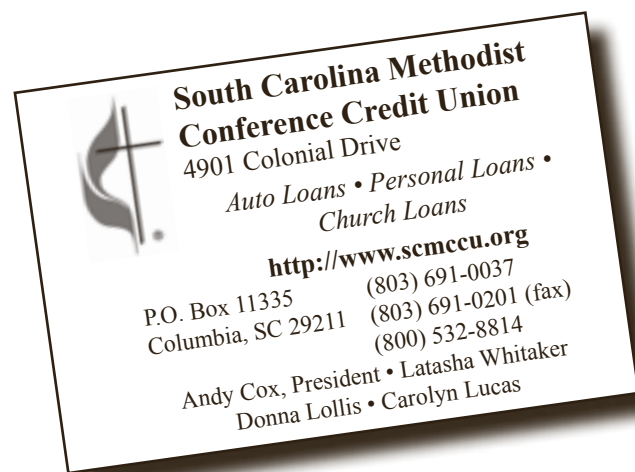 South Carolina Methodist
Conference Credit Union
4901 Colonial Drive
Auto Loans • Personal Loans •
Church Loans
http://www.scmccu.org
P.O. Box 11335
Columbia, SC 29211
(803) 691-0037
(803) 691-0201 (fax)
(800) 532-8814
Andy Cox, President • Latasha Whitaker
Donna Lollis • Carolyn Lucas